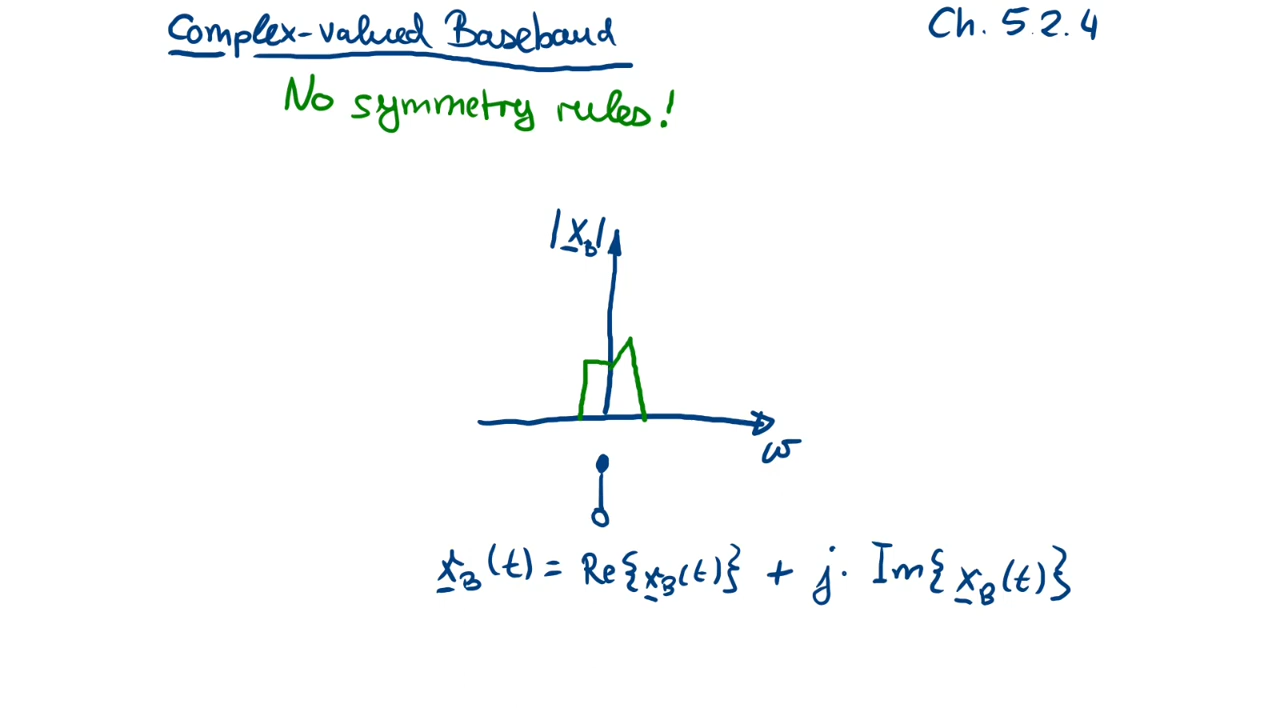 Complex-valued Baseband
Ch. 5.2.4
No symmetry rules!
|X_B|
ω
x_B(t) = Re{x_B(t)} + j· Im{x_B(t)}